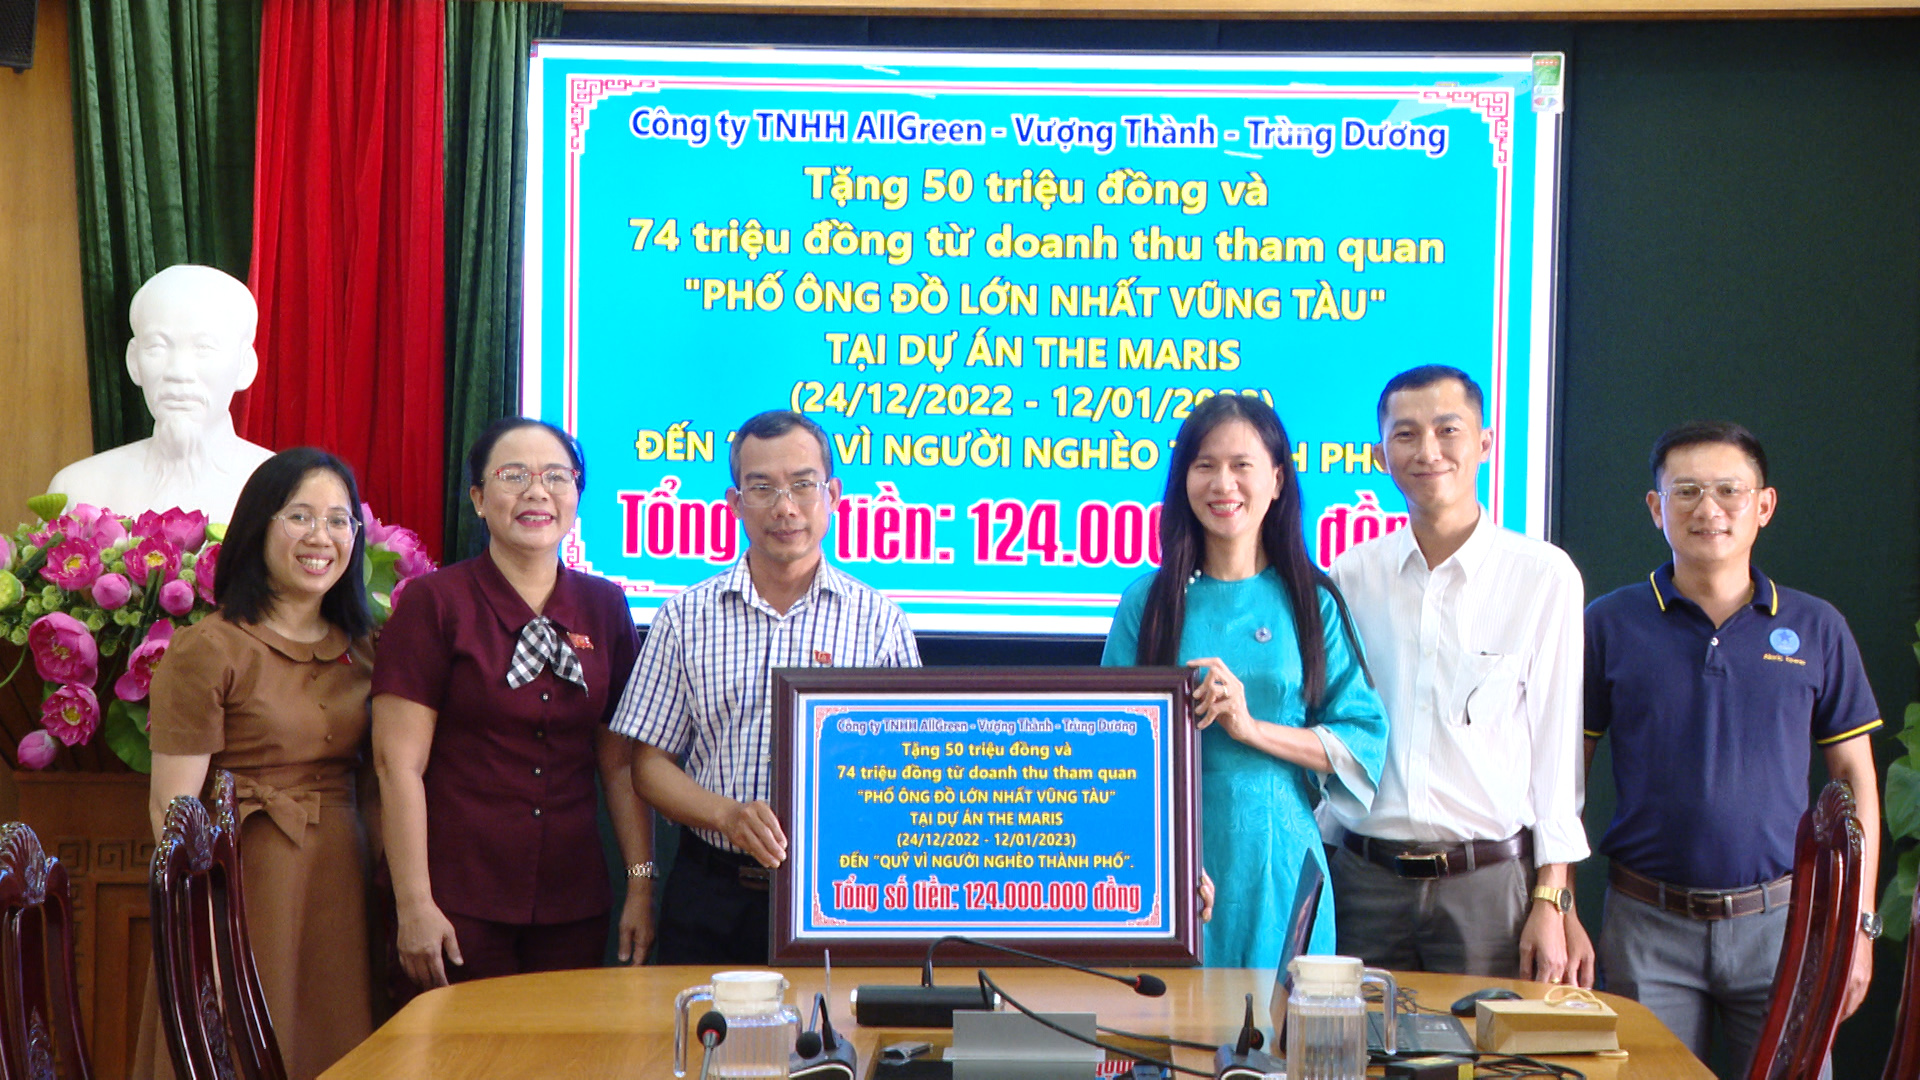 Công ty TNHH AllGreen - Vượng Thành - Trùng Dương
Tặng 50 triệu đồng và
74 triệu đồng từ doanh thu tham quan
"PHỐ ÔNG ĐỒ LỚN NHẤT VŨNG TÀU"
TẠI DỰ ÁN THE MARIS
(24/12/2022 - 12/01/2023)
ĐẾN “ VÌ NGƯỜI NGHÈO
Tổng tiền: 124.000 đồng
Công ty TNHH AllGreen - Vượng Thành - Trùng Dương
Tặng 50 triệu đồng và
74 triệu đồng từ doanh thu tham quan
“PHỐ ÔNG ĐỒ LỚN NHẤT VŨNG TÀU”
TẠI DỰ ÁN THE MARIS
(24/12/2022 - 12/01/2023)
ĐẾN “QUỸ VÌ NGƯỜI NGHÈO THÀNH PHỐ”.
Tổng số tiền: 124.000.000 đồng